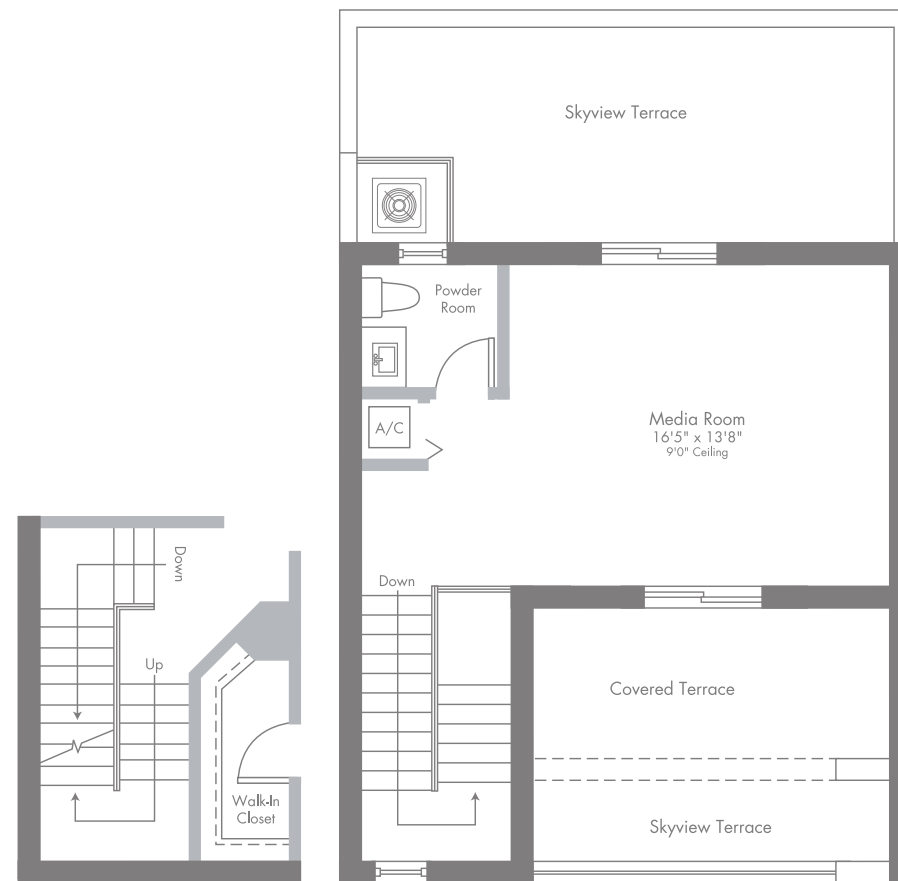 Skyview Terrace
Powder
Room
A/C
Media Room
16'5" x 13'8"
9'0" Ceiling
Down
Down
Up
Covered Terrace
Walk-In
Closet
Skyview Terrace